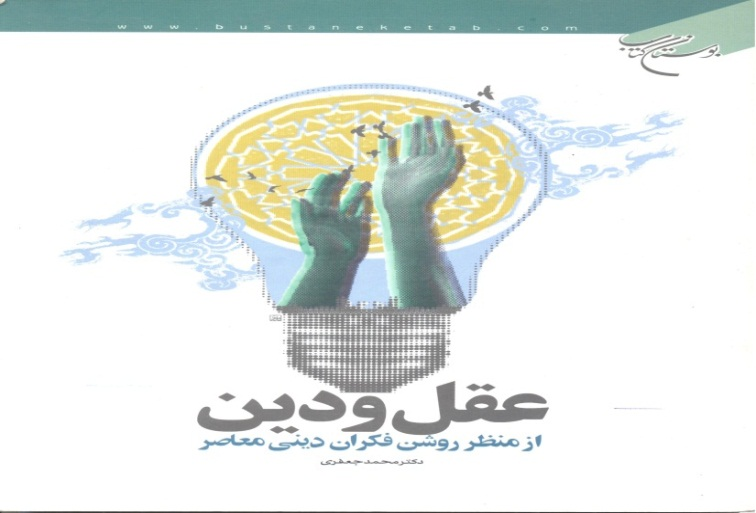 www.bustaneketab.com
بوستان کتاب
عقل و دین
از منظر روشن فکران دینی معاصر
دکتر محمد جعفری